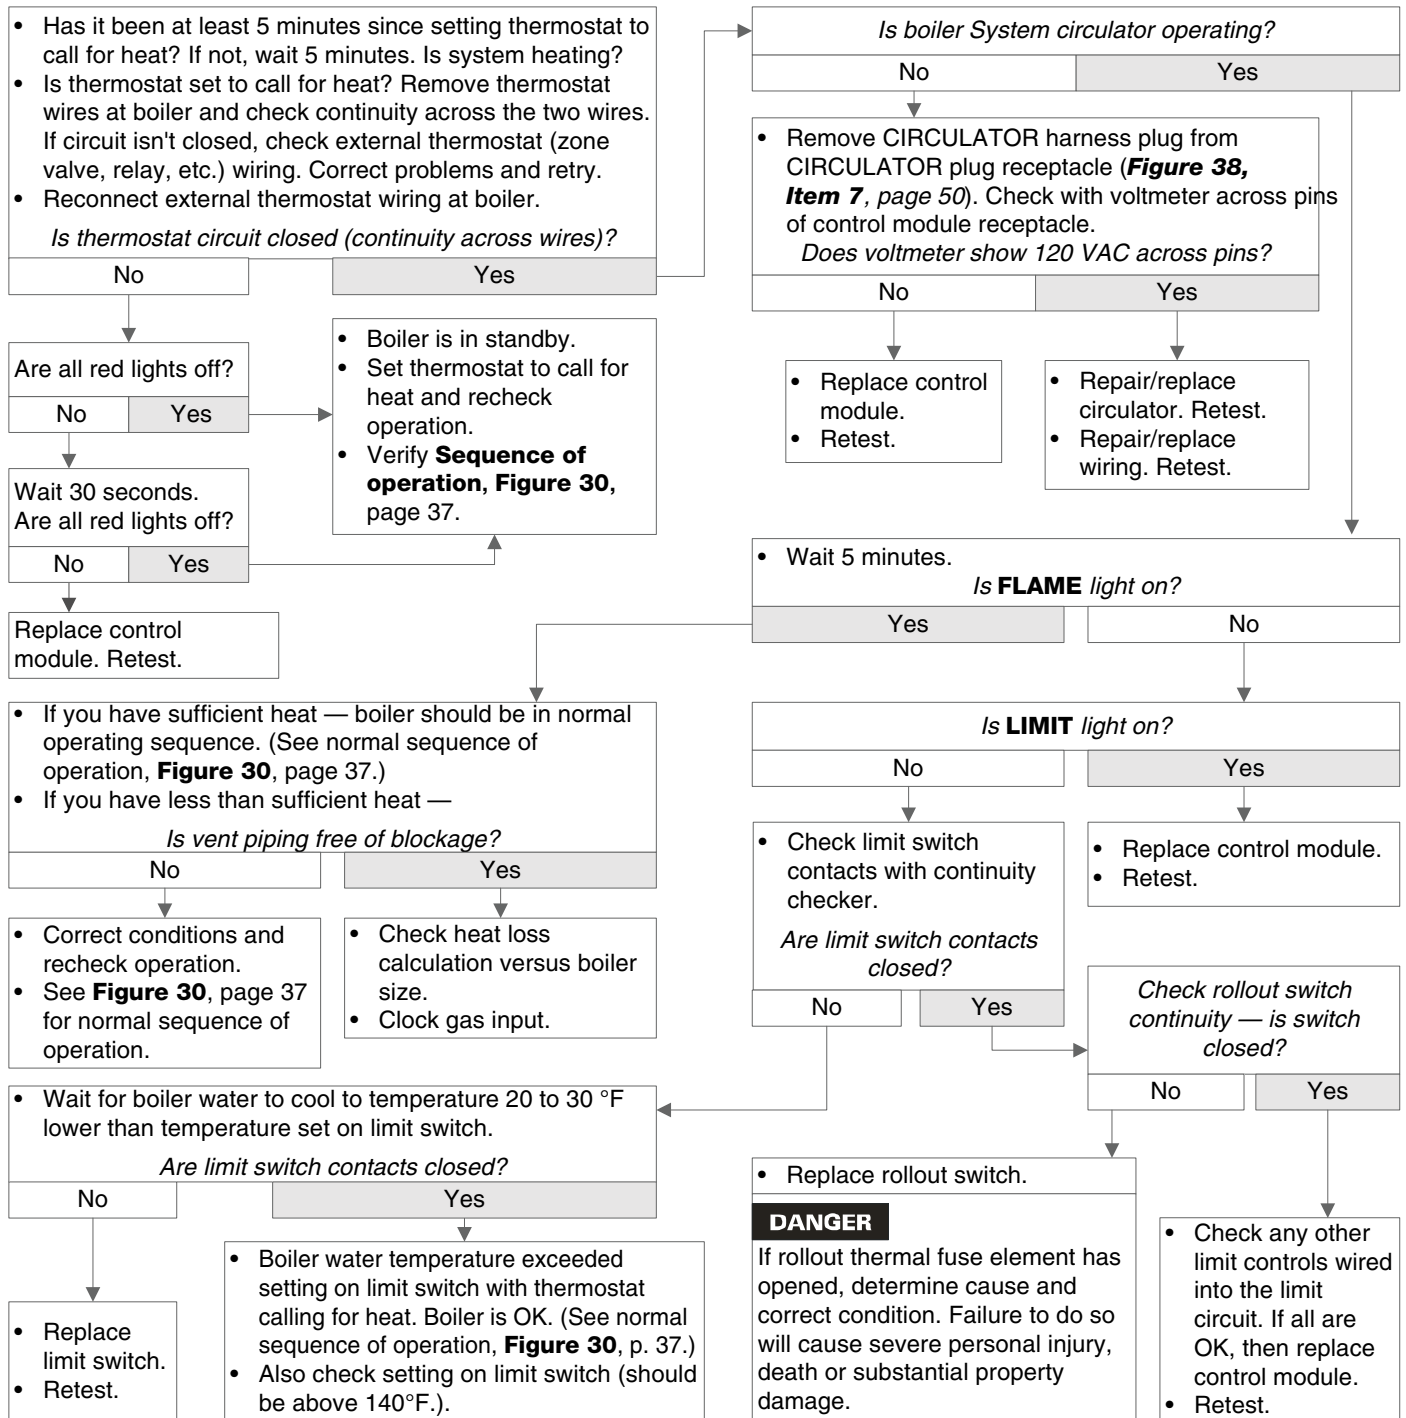 • Has it been at least 5 minutes since setting thermostat to
call for heat? If not, wait 5 minutes. Is system heating?
• Is thermostat set to call for heat? Remove thermostat
wires at boiler and check continuity across the two wires.
If circuit isn't closed, check external thermostat (zone
valve, relay, etc.) wiring. Correct problems and retry.
• Reconnect external thermostat wiring at boiler.
Is thermostat circuit closed (continuity across wires)?
No
Yes
Are all red lights off?
No
Yes
Wait 30 seconds.
Are all red lights off?
No
Yes
Replace control
module. Retest.
• Boiler is in standby.
• Set thermostat to call for
heat and recheck
operation.
• Verify Sequence of
operation, Figure 30,
page 37.
Is boiler System circulator operating?
No
Yes
• Remove CIRCULATOR harness plug from
CIRCULATOR plug receptacle (Figure 38,
Item 7, page 50). Check with voltmeter across pins
of control module receptacle.
Does voltmeter show 120 VAC across pins?
No
Yes
• Replace control
module.
• Retest.
• Repair/replace
circulator. Retest.
• Repair/replace
wiring. Retest.
• Wait 5 minutes.
Is FLAME light on?
Yes
No
• If you have sufficient heat — boiler should be in normal
operating sequence. (See normal sequence of
operation, Figure 30, page 37.)
• If you have less than sufficient heat —
Is vent piping free of blockage?
No
Yes
• Correct conditions and
recheck operation.
• See Figure 30, page 37
for normal sequence of
operation.
• Check heat loss
calculation versus boiler
size.
• Clock gas input.
Is LIMIT light on?
No
Yes
• Check limit switch
contacts with continuity
checker.
Are limit switch contacts
closed?
No
Yes
• Replace control module.
• Retest.
Check rollout switch
continuity — is switch
closed?
No
Yes
• Wait for boiler water to cool to temperature 20 to 30 °F
lower than temperature set on limit switch.
Are limit switch contacts closed?
No
Yes
• Replace
limit switch.
• Retest.
• Boiler water temperature exceeded
setting on limit switch with thermostat
calling for heat. Boiler is OK. (See normal
sequence of operation, Figure 30, p. 37.)
• Also check setting on limit switch (should
be above 140°F.).
• Replace rollout switch.
DANGER
If rollout thermal fuse element has
opened, determine cause and
correct condition. Failure to do so
will cause severe personal injury,
death or substantial property
damage.
• Check any other
limit controls wired
into the limit
circuit. If all are
OK, then replace
control module.
• Retest.